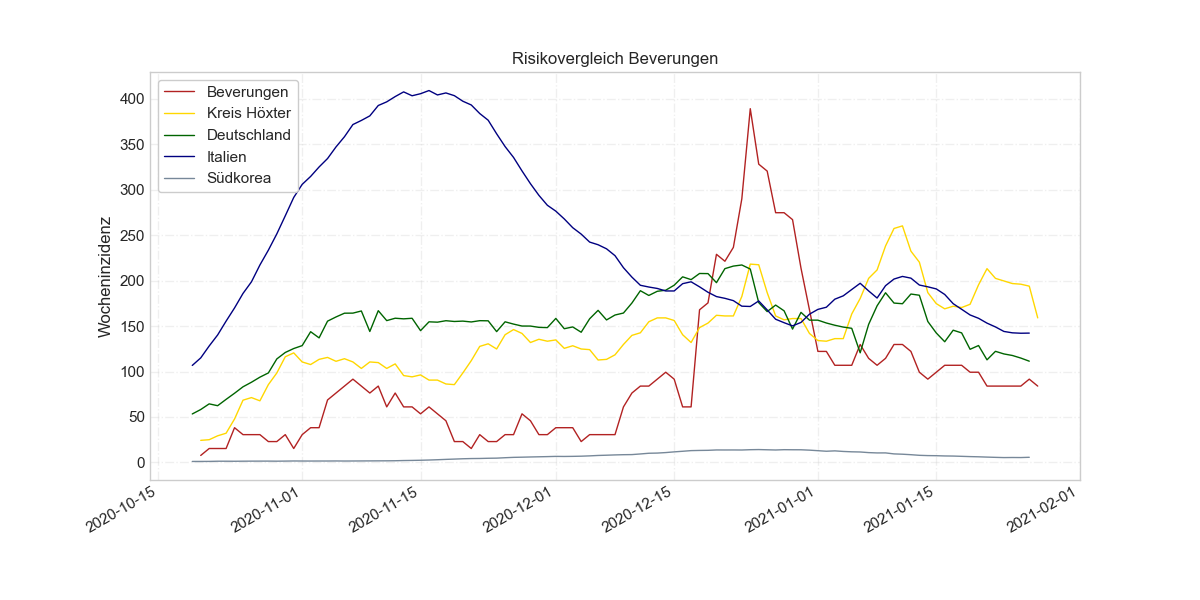 Risikovergleich Beverungen
Beverungen
Kreis Höxter
Deutschland
Italien
Südkorea
Wocheninzidenz
400
350
300
250
200
150
100
50
0
2020-10-15
2020-11-01
2020-11-15
2020-12-01
2020-12-15
2021-01-01
2021-01-15
2021-02-01